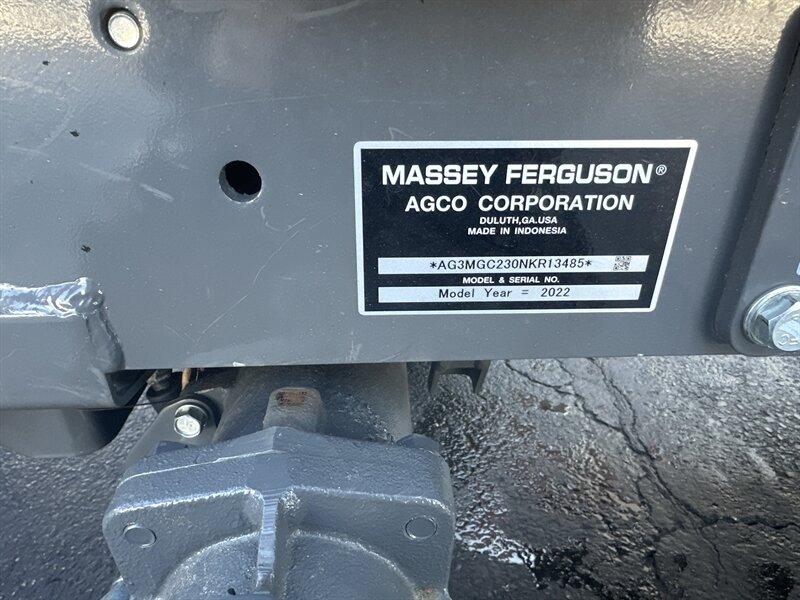 MASSEY FERGUSON®
AGCO CORPORATION
DULUTH,GA.USA
MADE IN INDONESIA
*AG3MGC230NKR13485*
MODEL & SERIAL NO.
Model Year = 2022